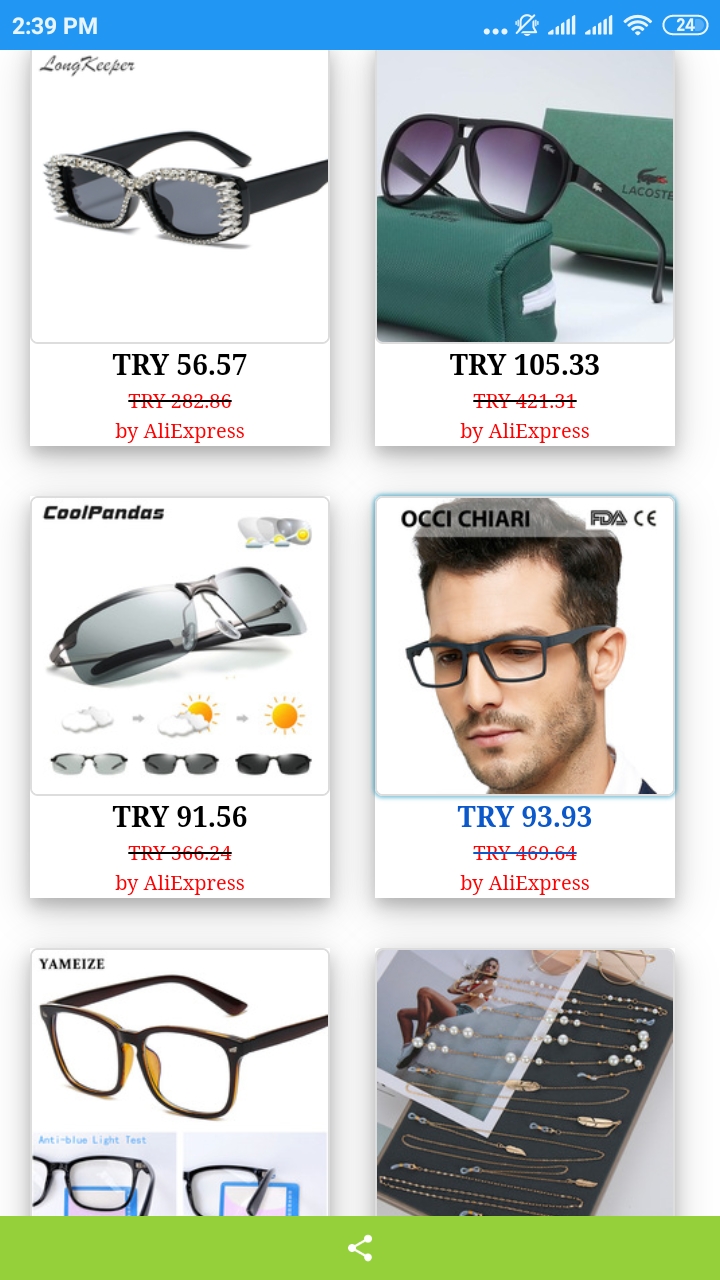 2:39 PM
24
LongKeeper
LACOSTE
LACOSTE
TRY 56.57
TRY 282.86
by AliExpress
TRY 105.33
TRY 421.31
by AliExpress
CoolPandas
OCCI CHIARI
FDA CE
TRY 91.56
TRY 366.24
by AliExpress
TRY 93.93
TRY 469.64
by AliExpress
YAMEIZE
Anti-blue Light Test